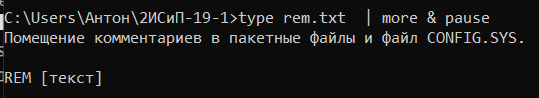 C:\Users\Антон\2ИСиП-19-1>type rem.txt  | more & pause
Помещение комментариев в пакетные файлы и файл CONFIG.SYS.
REM [текст]